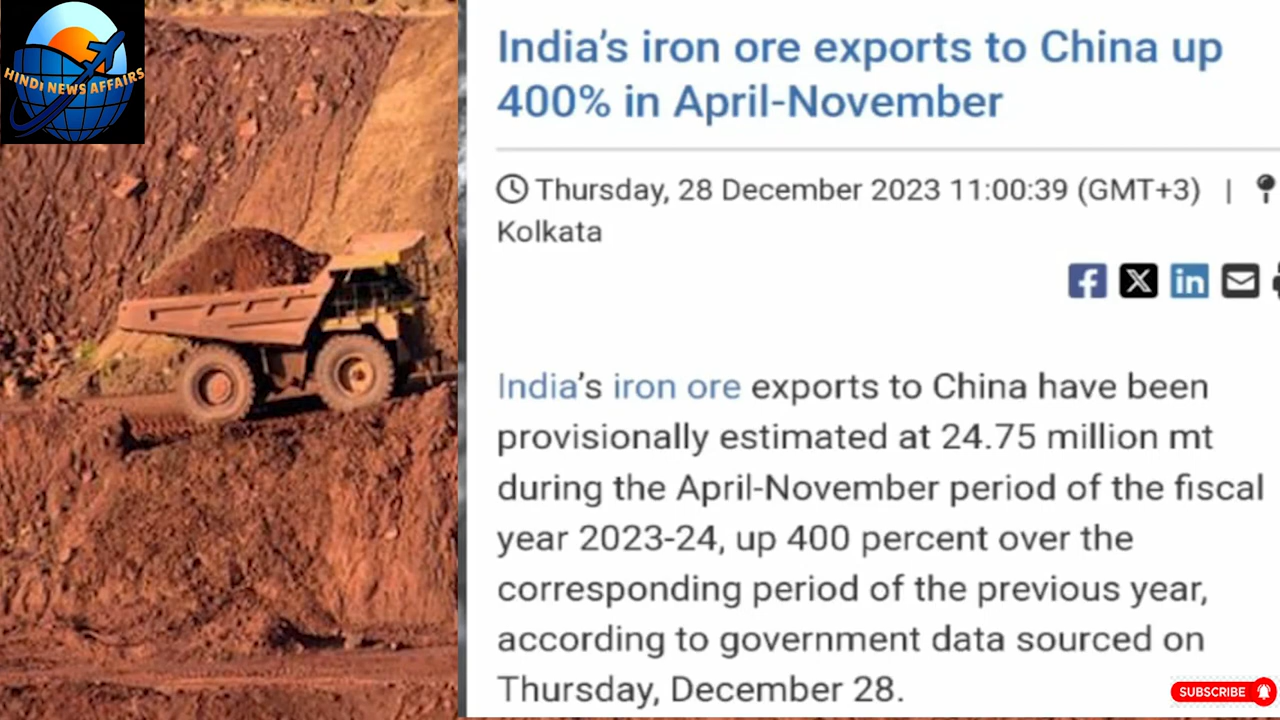 HINDI NEWS AFFAIRS
India's iron ore exports to China up
400% in April-November
Thursday, 28 December 2023 11:00:39 (GMT+3) |
Kolkata
India's iron ore exports to China have been
provisionally estimated at 24.75 million mt
during the April-November period of the fiscal
year 2023-24, up 400 percent over the
corresponding period of the previous year,
according to government data sourced on
Thursday, December 28.
SUBSCRIBE